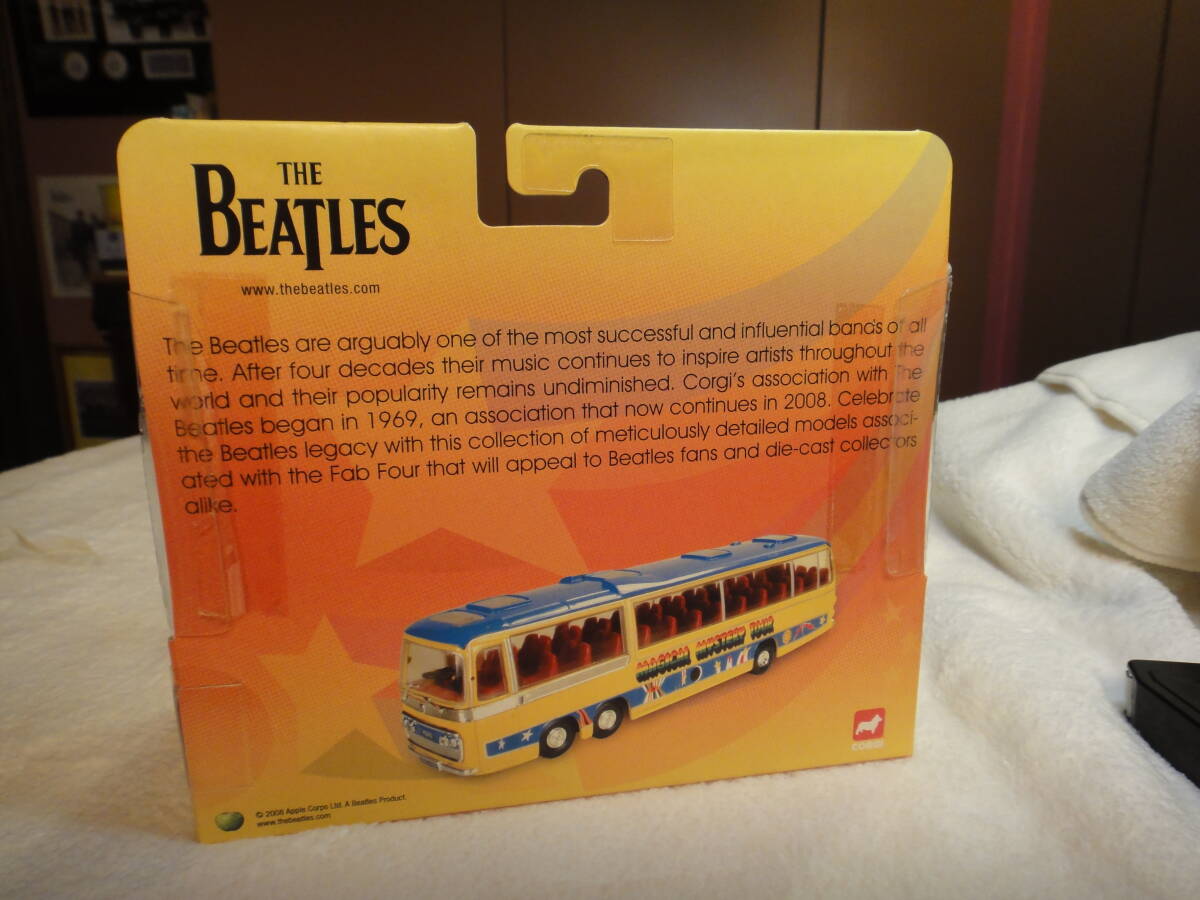 THE
BEATLES
www.thebeatles.com
The Beatles are arguably one of the most successful and influential bands of all
time. After four decades their music continues to inspire artists throughout the
world and their popularity remains undiminished. Corgi's association with The
Beatles began in 1969, an association that now continues in 2008. Celebrate
the Beatles legacy with this collection of meticulously detailed models associ-
ated with the Fab Four that will appeal to Beatles fans and die-cast collectors
alike.
MAGICAL MYSTERY TOUR
CORGI
© 2008 Apple Corps Ltd. A Beatles Product.
www.thebeatles.com